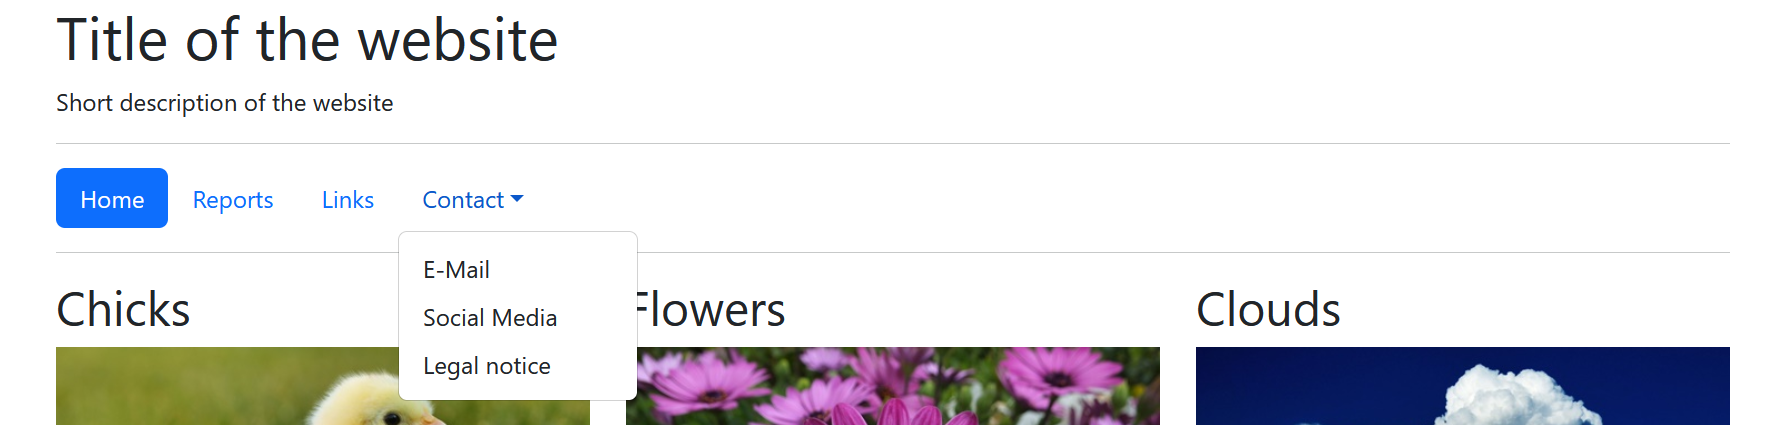 Title of the website
Short description of the website
Home Reports Links Contact
E-Mail
Social Media
Legal notice
Chicks Flowers Clouds